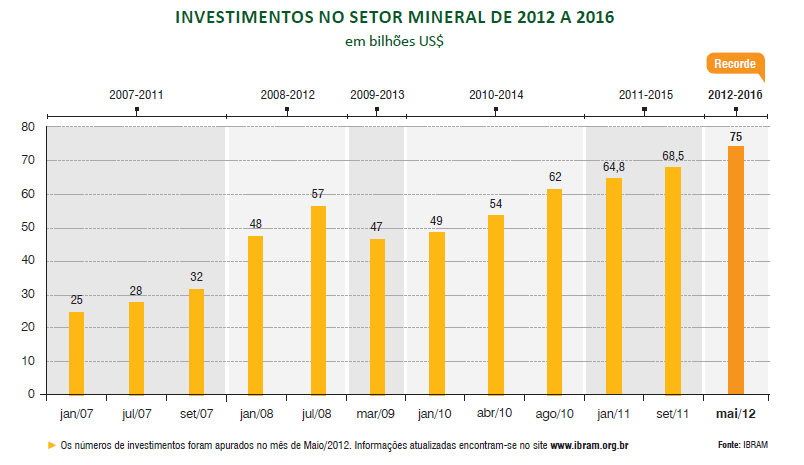 INVESTIMENTOS NO SETOR MINERAL DE 2012 A 2016
em bilhões US$
Recorde
2007-2011 2008-2012 2009-2013 2010-2014 2011-2015 2012-2016
80
70
60
50
40
30
20
10
0
25 28 32 48 57 47 49 54 62 64,8 68,5 75
jan/07 jul/07 set/07 jan/08 jul/08 mar/09 jan/10 abr/10 ago/10 jan/11 set/11 mai/12
► Os números de investimentos foram apurados no mês de Maio/2012. Informações atualizadas encontram-se no site www.ibram.org.br Fonte: IBRAM